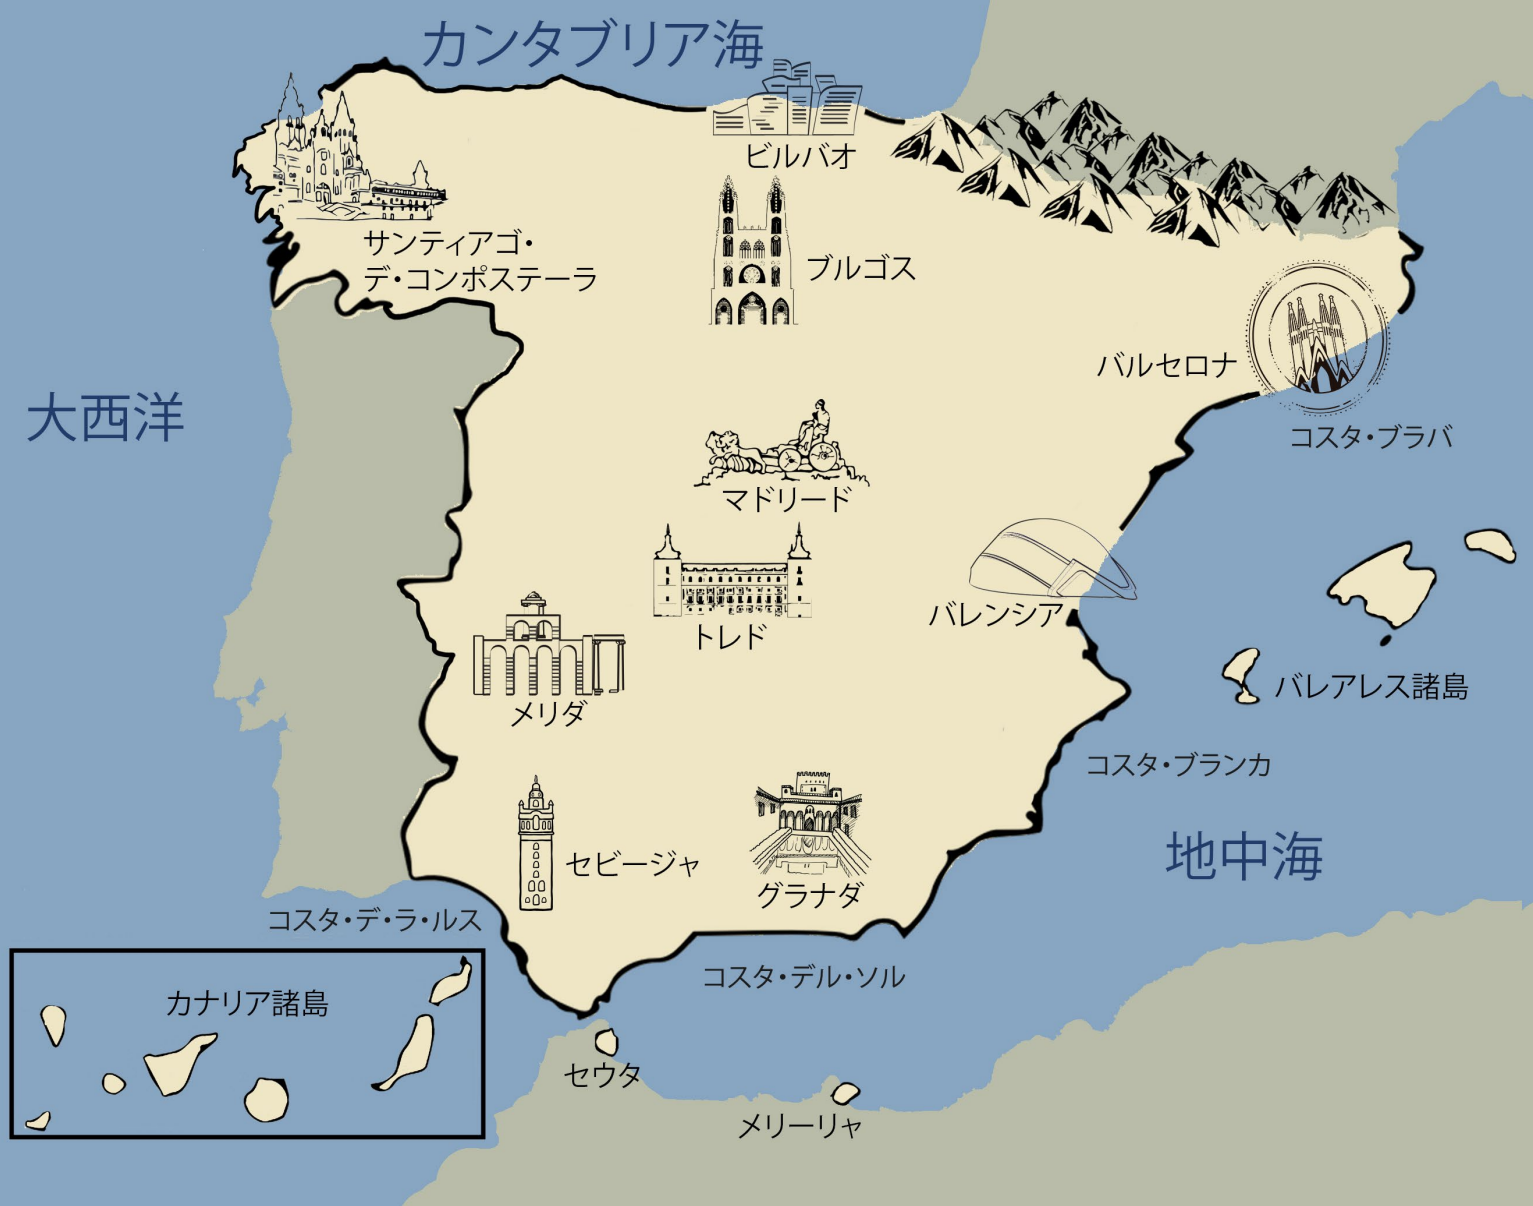 カンタブリア海
ビルバオ
サンティアゴ・
デ・コンポステーラ
ブルゴス
バルセロナ
大西洋
コスタ・ブラバ
マドリード
バレンシア
トレド
バレアレス諸島
メリダ
コスタ・ブランカ
地中海
セビージャ
グラナダ
コスタ・デ・ラ・ルス
コスタ・デル・ソル
カナリア諸島
セウタ
メリーリャ